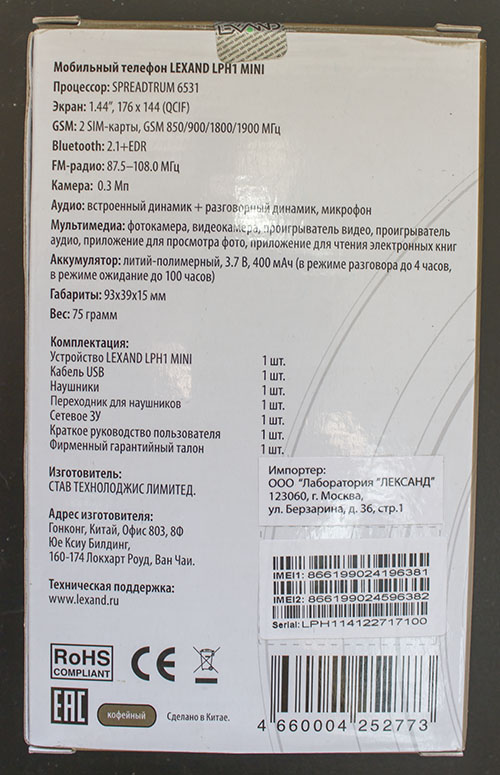 LEXAND
Мобильный телефон LEXAND LPH1 MINI
Процессор: SPREADTRUM 6531
Экран: 1.44”, 176 x 144 (QCIF)
GSM: 2 SIM-карты, GSM 850/900/1800/1900 МГц
Bluetooth: 2.1+EDR
FM-радио: 87.5–108.0 МГц
Камера: 0.3 Мп
Аудио: встроенный динамик + разговорный динамик, микрофон
Мультимедиа: фотокамера, видеокамера, проигрыватель видео, проигрыватель
аудио, приложение для просмотра фото, приложение для чтения электронных книг
Аккумулятор: литий-полимерный, 3.7 В, 400 мАч (в режиме разговора до 4 часов,
в режиме ожидание до 100 часов)
Габариты: 93x39x15 мм
Вес: 75 грамм
Комплектация:
Устройство LEXAND LPH1 MINI 1 шт.
Кабель USB 1 шт.
Наушники 1 шт.
Переходник для наушников 1 шт.
Сетевое ЗУ 1 шт.
Краткое руководство пользователя 1 шт.
Фирменный гарантийный талон 1 шт.
Изготовитель:
СТАВ ТЕХНОЛОДЖИС ЛИМИТЕД.
Адрес изготовителя:
Гонконг, Китай, Офис 803, 8Ф
Юе Ксиу Билдинг,
160-174 Локхарт Роуд, Ван Чаи.
Техническая поддержка:
www.lexand.ru
Импортер:
ООО "Лаборатория "ЛЕКСАНД"
123060, г. Москва,
ул. Берзарина, д. 36, стр.1
IMEI1: 866199024196381
IMEI2: 866199024596382
Serial: LPH114122717100
RoHS
COMPLIANT
CE
EAC
кофейный
Сделано в Китае.
4 660004 252773